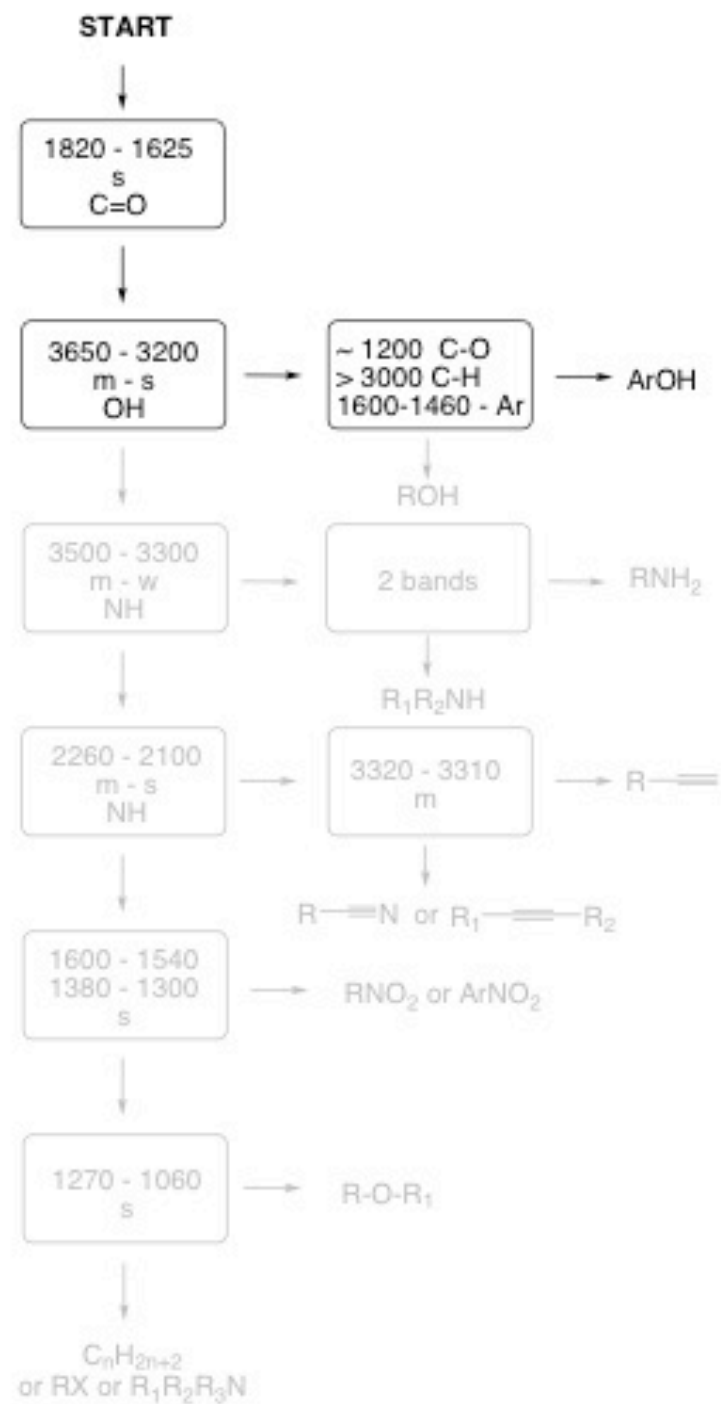 START
1820 - 1625
s
C=O
3650 - 3200
m - s
OH
~ 1200 C-O
> 3000 C-H
1600-1460 - Ar
ArOH
ROH
3500 - 3300
m - w
NH
2 bands
RNH₂
R₁R₂NH
2260 - 2100
m - s
NH
3320 - 3310
m
R
R N or R₁ R₂
1600 - 1540
1380 - 1300
s
RNO₂ or ArNO₂
1270 - 1060
s
R-O-R₁
CₙH₂ₙ₊₂
or RX or R₁R₂R₃N